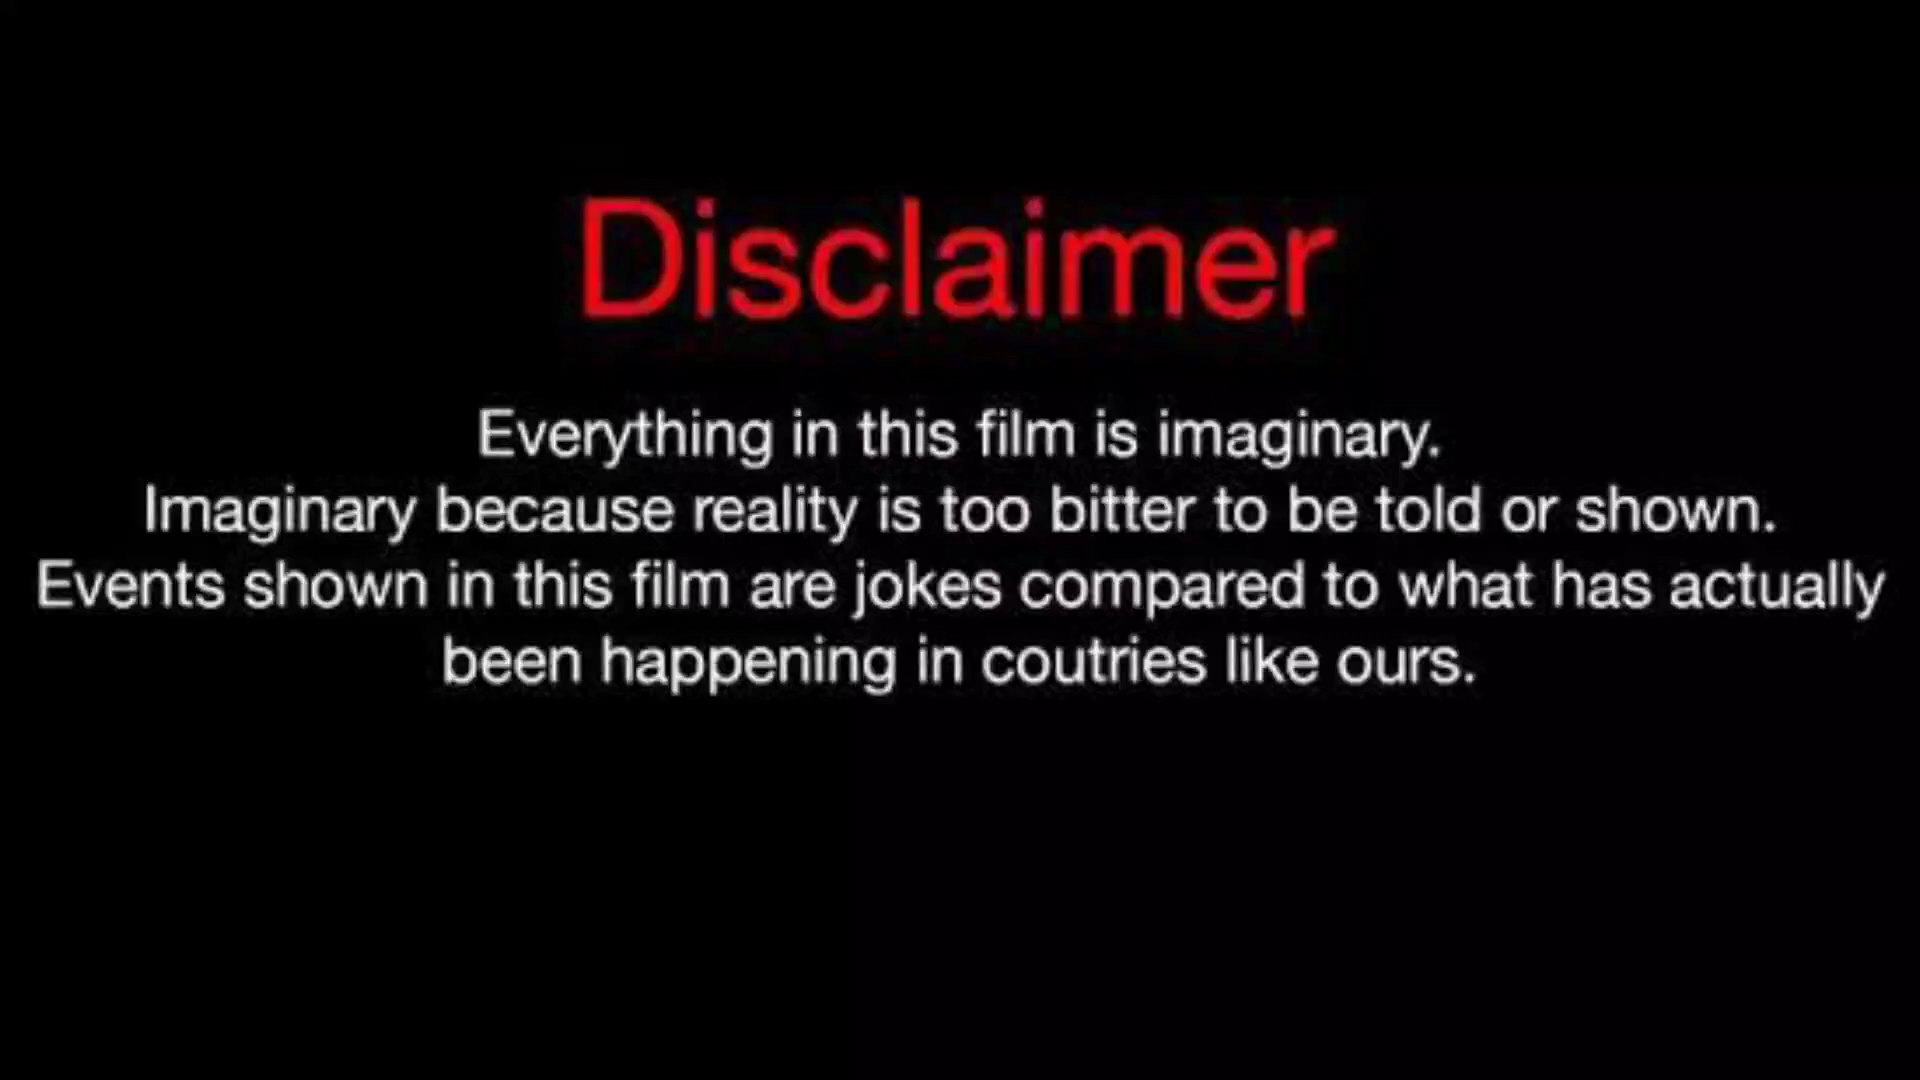 Disclaimer
Everything in this film is imaginary.
Imaginary because reality is too bitter to be told or shown.
Events shown in this film are jokes compared to what has actually
been happening in coutries like ours.